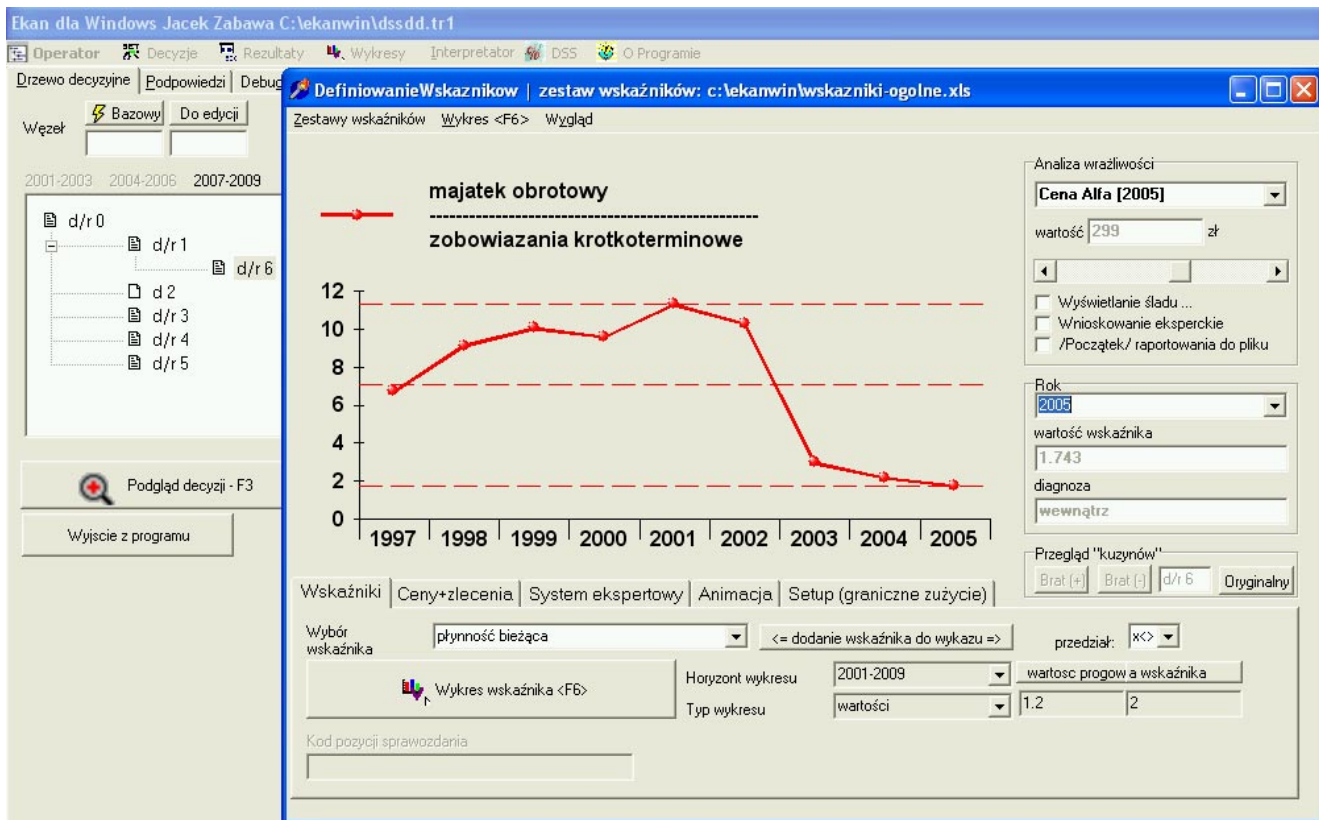 Ekan dla Windows Jacek Zabawa C:\ekanwin\dssdd.tr1
Operator Decyzje Rezultaty Wykresy Interpretator DSS O Programie
Drzewo decyzyjne Podpowiedzi Debug
Węzeł Bazowy Do edycji
2001-2003 2004-2006 2007-2009
d/r 0
d/r 1
d/r 6
d 2
d/r 3
d/r 4
d/r 5
Podgląd decyzji - F3
Wyjscie z programu
DefiniowanieWskaznikow | zestaw wskaźników: c:\ekanwin\wskazniki-ogolne.xls
Zestawy wskaźników Wykres <F6> Wygląd
majatek obrotowy
--------------------------------------------------
zobowiazania krotkoterminowe
12
10
8
6
4
2
0
1997 1998 1999 2000 2001 2002 2003 2004 2005
Analiza wrażliwości
Cena Alfa [2005]
wartość 299 zł
Wyświetlanie śladu ...
Wnioskowanie eksperckie
/Początek/ raportowania do pliku
Rok
2005
wartość wskaźnika
1.743
diagnoza
wewnątrz
Przegląd "kuzynów"
Brat (+) Brat (-) d/r 6 Oryginalny
Wskaźniki Ceny+zlecenia System ekspertowy Animacja Setup (graniczne zużycie)
Wybór
wskaźnika
płynność bieżąca <= dodanie wskaźnika do wykazu => przedział: x<>
Wykres wskaźnika <F6>
Horyzont wykresu 2001-2009 wartosc progowa wskaźnika
Typ wykresu wartości 1.2 2
Kod pozycji sprawozdania